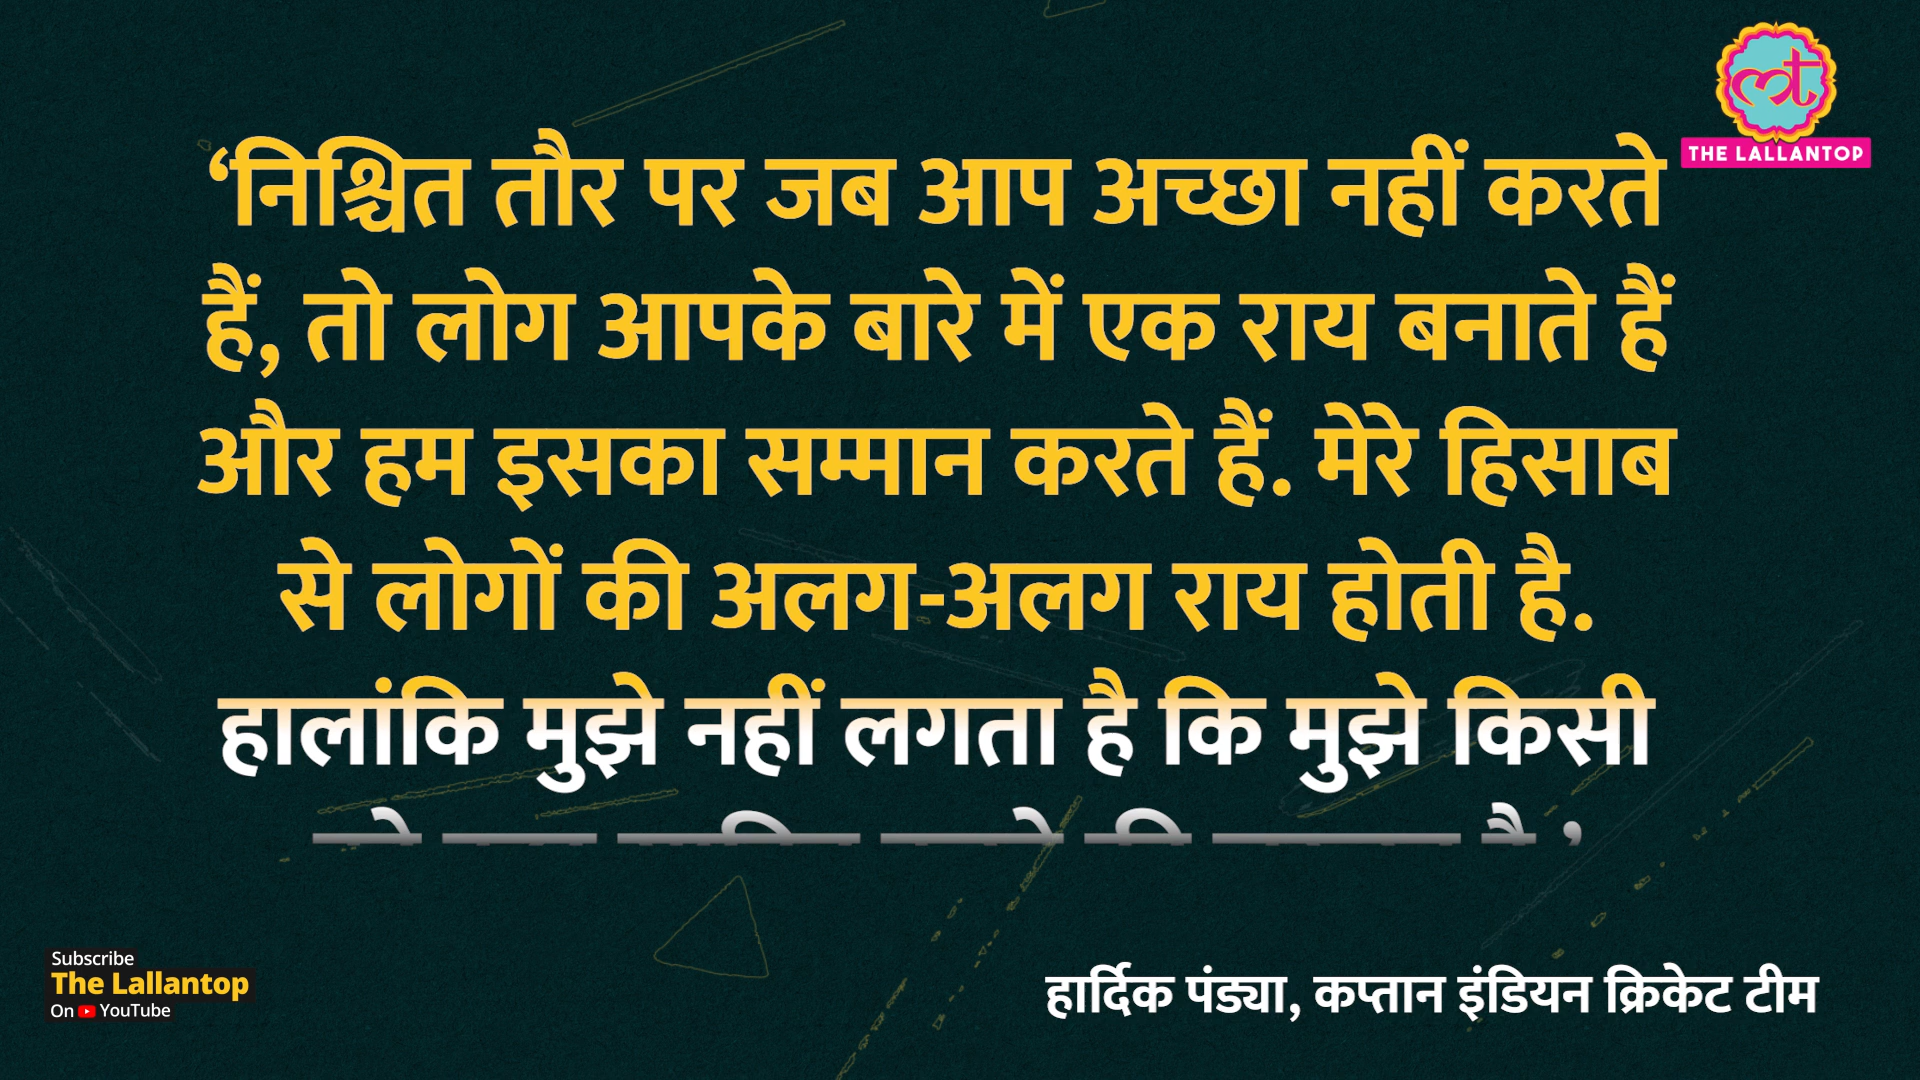 THE LALLANTOP
‘निश्चित तौर पर जब आप अच्छा नहीं करते
हैं, तो लोग आपके बारे में एक राय बनाते हैं
और हम इसका सम्मान करते हैं. मेरे हिसाब
से लोगों की अलग-अलग राय होती है.
हालांकि मुझे नहीं लगता है कि मुझे किसी
हार्दिक पंड्या, कप्तान इंडियन क्रिकेट टीम
Subscribe
The Lallantop
On YouTube